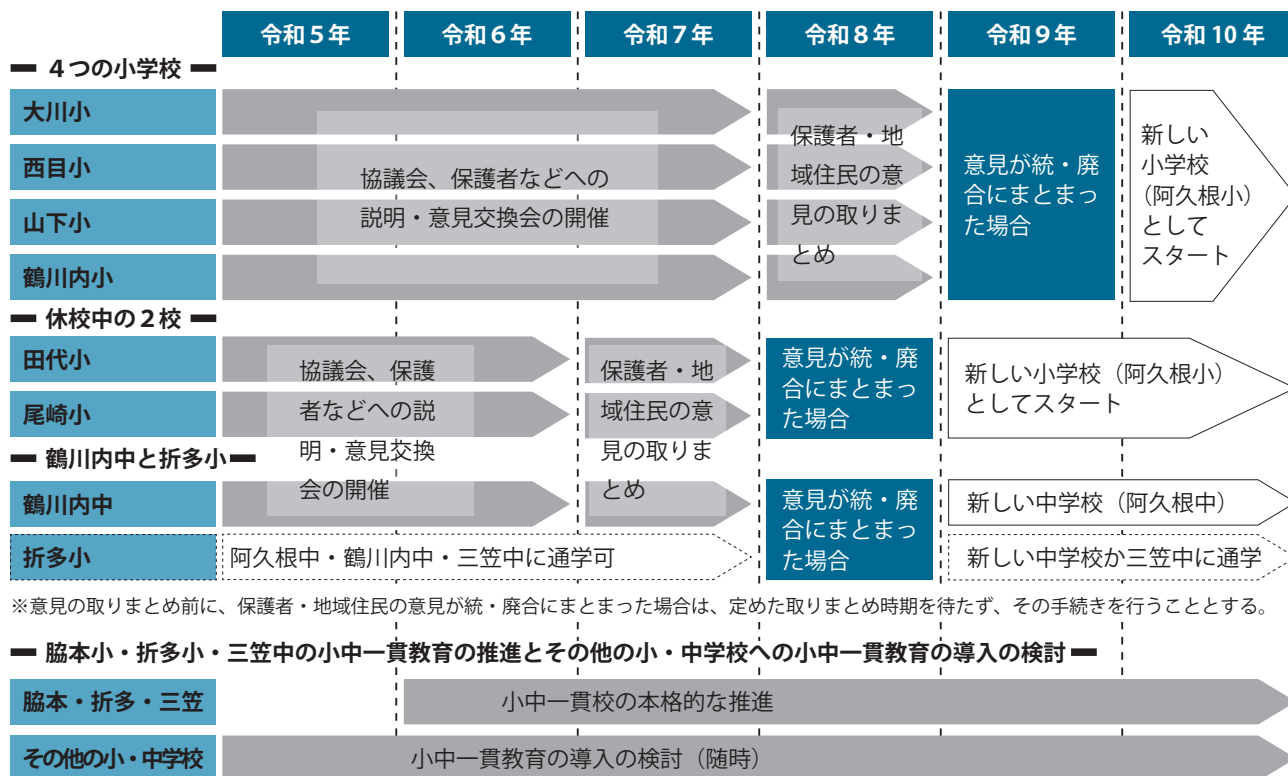 令和５年
令和６年
令和７年
令和８年
令和９年
令和 10 年
４つの小学校
大川小
西目小
山下小
鶴川内小
協議会、保護者などへの
説明・意見交換会の開催
保護者・地
域住民の意
見の取りま
とめ
意見が統・廃
合にまとまっ
た場合
新しい
小学校
（阿久根小）
として
スタート
休校中の２校
田代小
尾崎小
協議会、保護
者などへの説
明・意見交換
会の開催
保護者・地
域住民の意
見の取りま
とめ
意見が統・廃
合にまとまっ
た場合
新しい小学校（阿久根小）
としてスタート
鶴川内中と折多小
鶴川内中
意見が統・廃
合にまとまっ
た場合
新しい中学校（阿久根中）
折多小
阿久根中・鶴川内中・三笠中に通学可
新しい中学校か三笠中に通学
※意見の取りまとめ前に、保護者・地域住民の意見が統・廃合にまとまった場合は、定めた取りまとめ時期を待たず、その手続きを行うこととする。
脇本小・折多小・三笠中の小中一貫教育の推進とその他の小・中学校への小中一貫教育の導入の検討
脇本・折多・三笠
小中一貫校の本格的な推進
その他の小・中学校
小中一貫教育の導入の検討（随時）